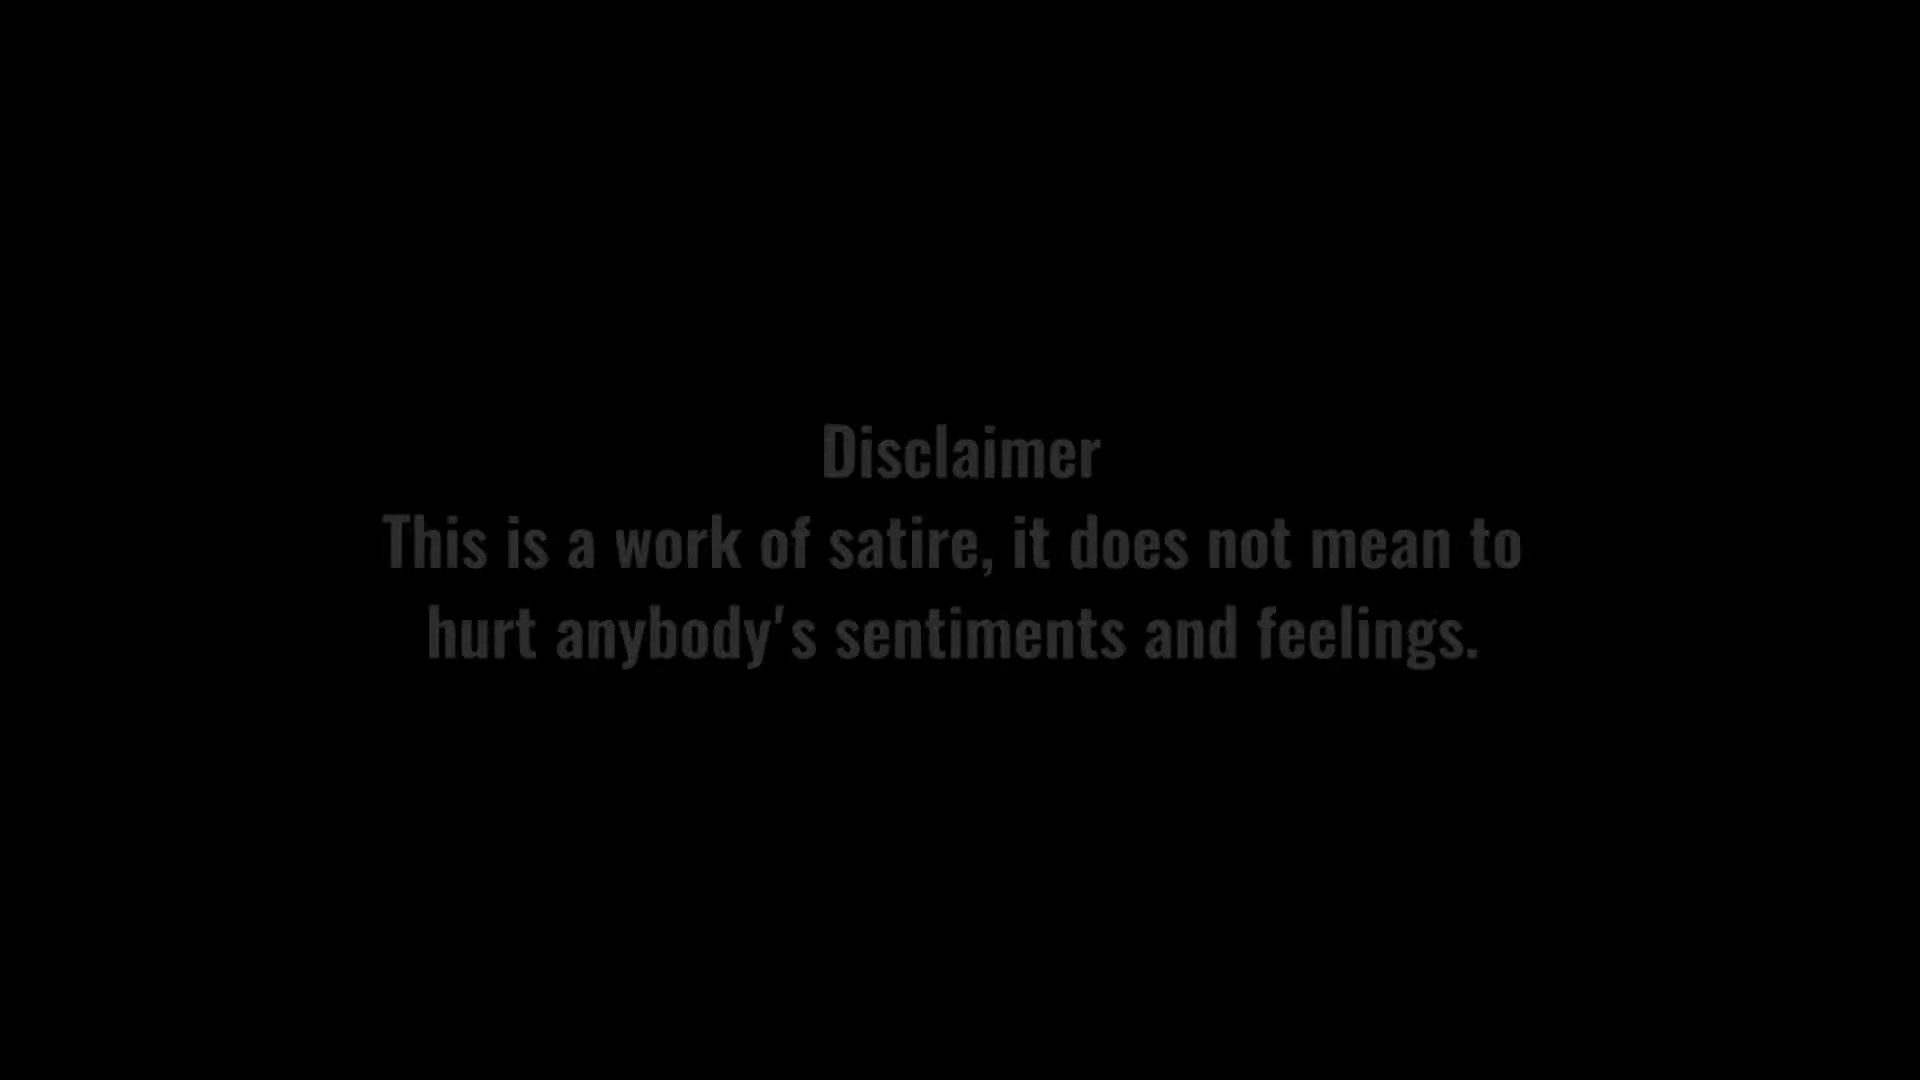 Disclaimer
This is a work of satire, it does not mean to
hurt anybody's sentiments and feelings.